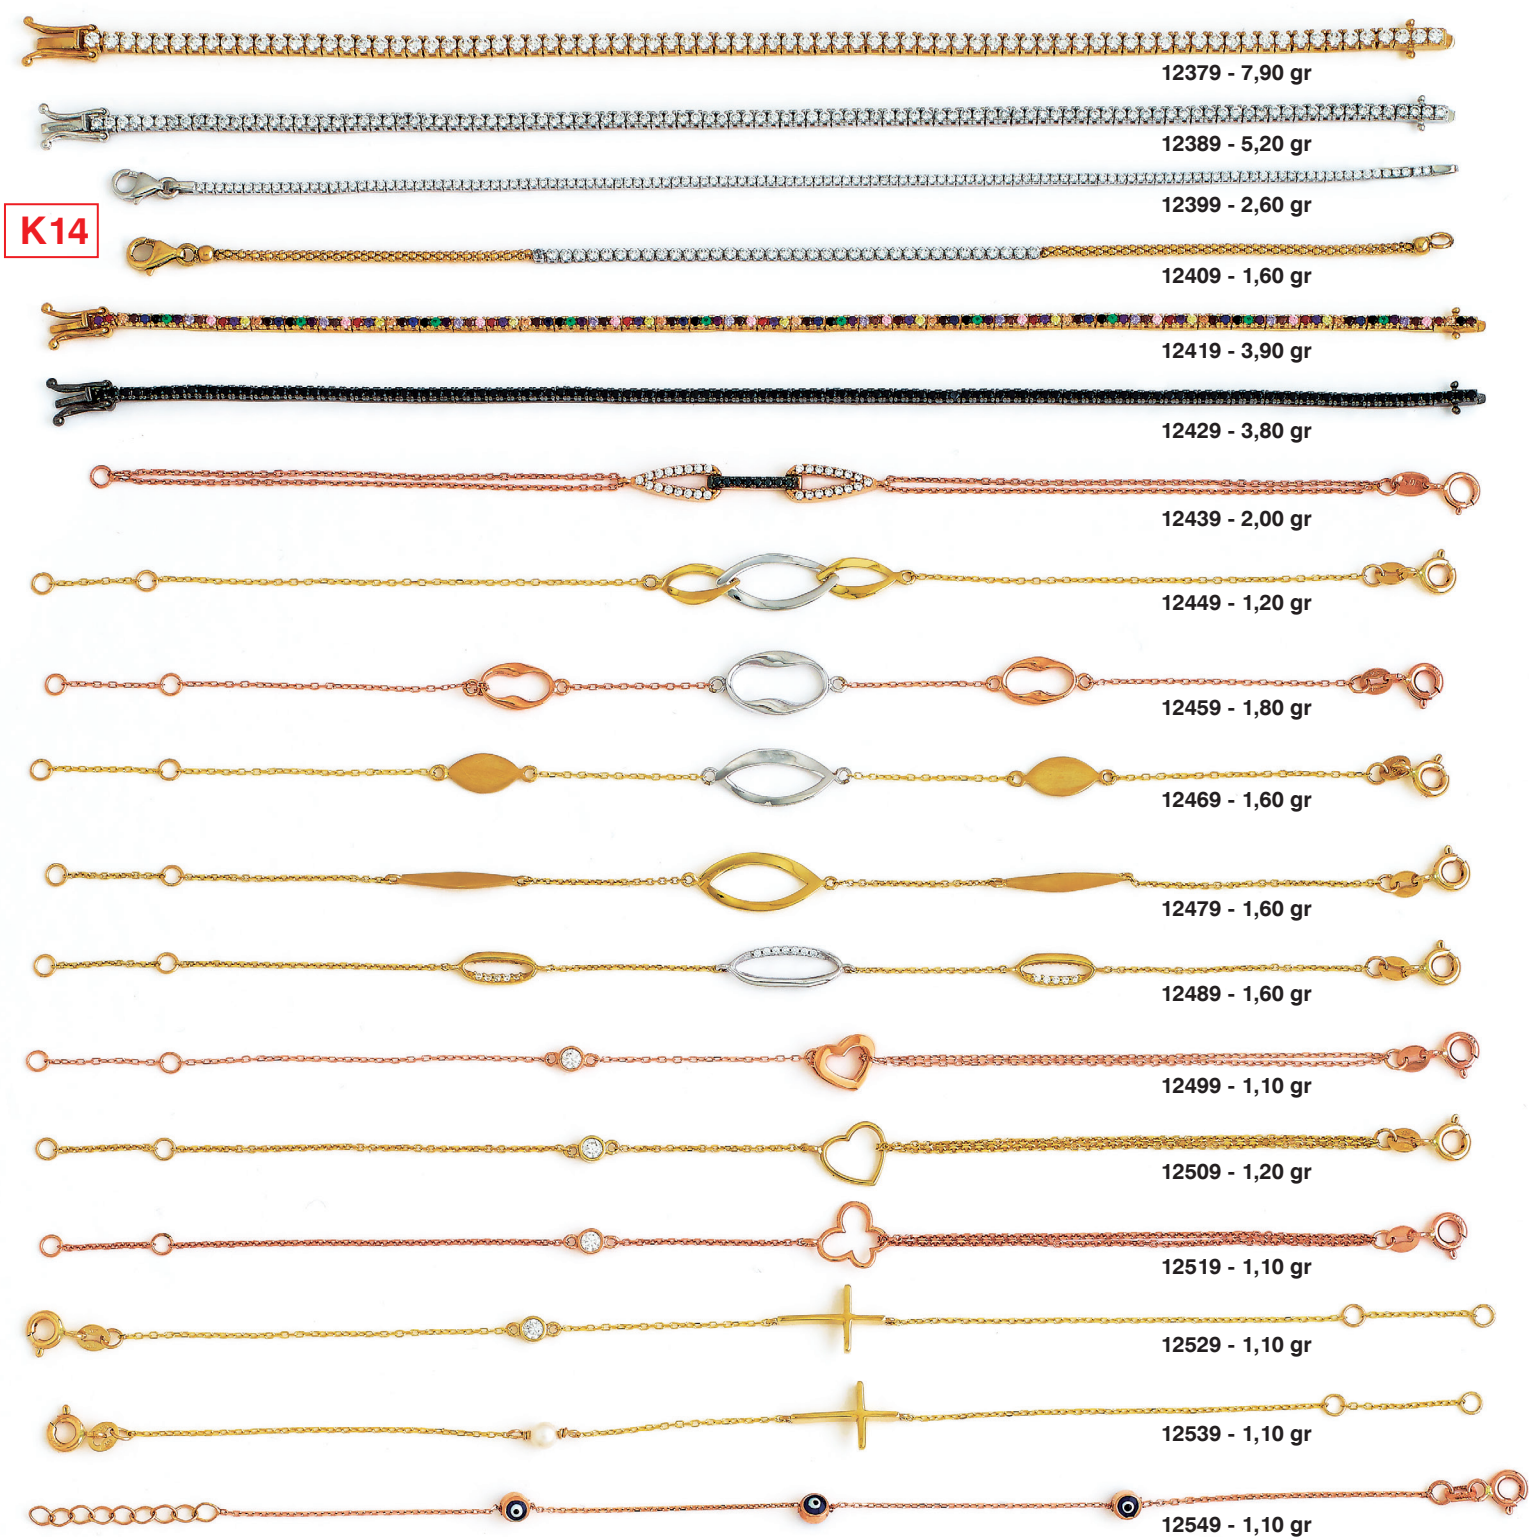 12379 - 7,90 gr
12389 - 5,20 gr
12399 - 2,60 gr
K14
12409 - 1,60 gr
12419 - 3,90 gr
12429 - 3,80 gr
12439 - 2,00 gr
12449 - 1,20 gr
12459 - 1,80 gr
12469 - 1,60 gr
12479 - 1,60 gr
12489 - 1,60 gr
12499 - 1,10 gr
12509 - 1,20 gr
12519 - 1,10 gr
12529 - 1,10 gr
12539 - 1,10 gr
12549 - 1,10 gr